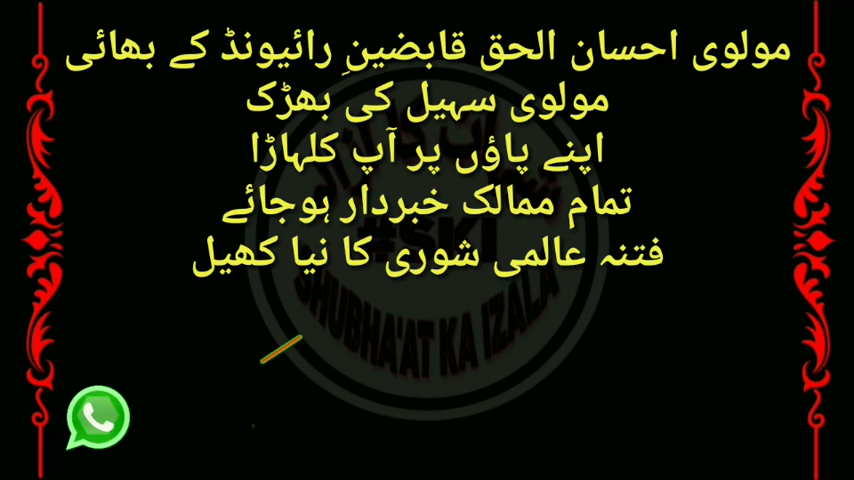 مولوی احسان الحق قابضینِ رائیونڈ کے بھائی
مولوی سہیل کی بھڑک
اپنے پاؤں پر آپ کلہاڑا
تمام ممالک خبردار ہوجائے
فتنہ عالمی شوری کا نیا کھیل
#SKI
SHUBHA'AT KA IZALA